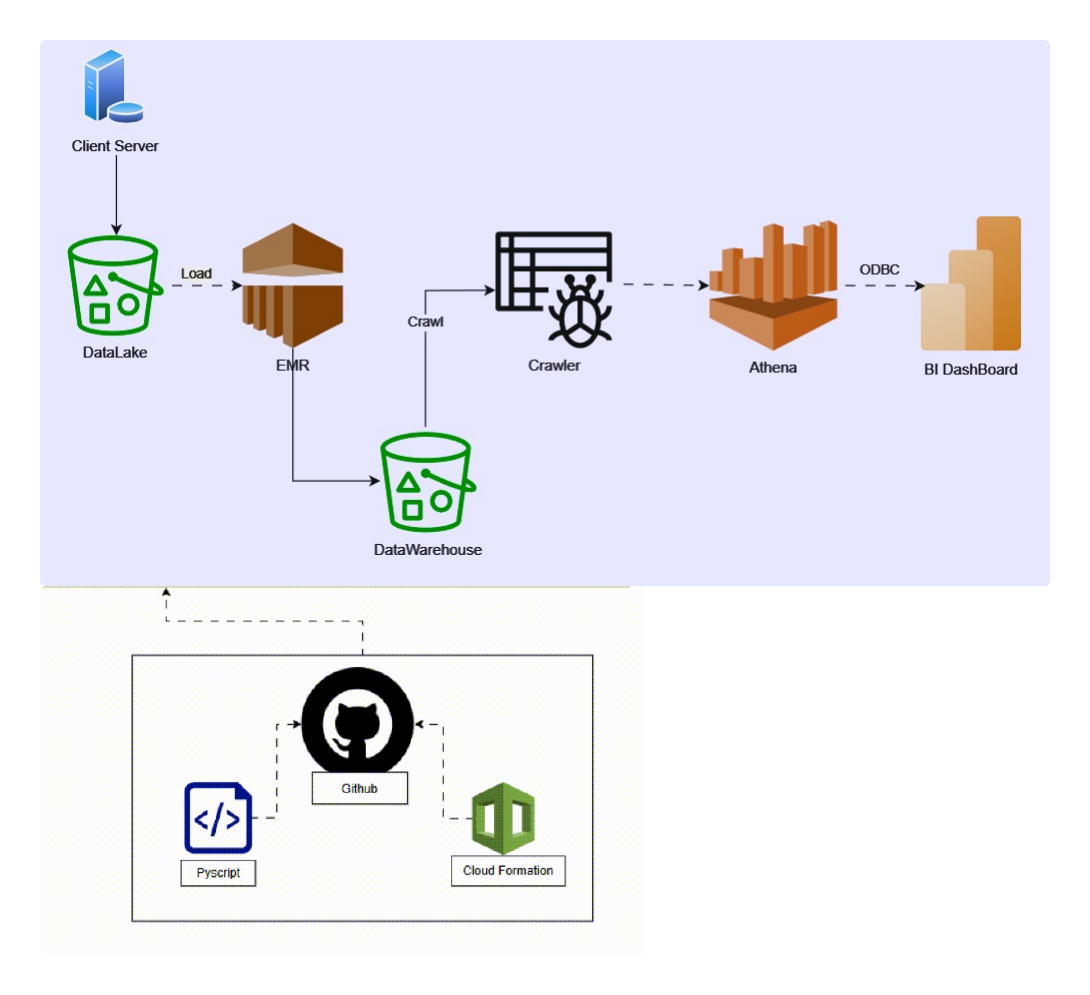 Client Server
DataLake
Load
EMR
Crawl
DataWarehouse
Crawler
Athena
ODBC
BI DashBoard
Github
</>
Pyscript
Cloud Formation